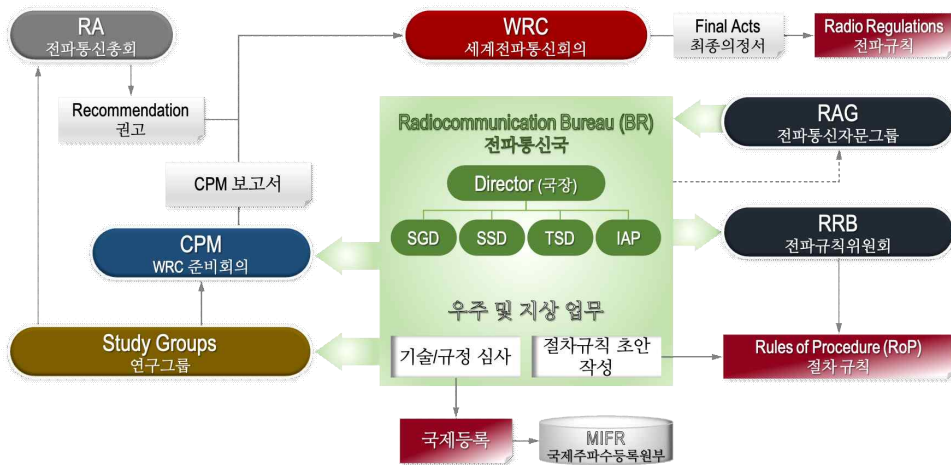 RA
전파통신총회
WRC
세계전파통신회의
Final Acts
최종의정서
Radio Regulations
전파규칙
Recommendation
권고
Radiocommunication Bureau (BR)
전파통신국
RAG
전파통신자문그룹
CPM 보고서
Director (국장)
SGD
SSD
TSD
IAP
RRB
전파규칙위원회
CPM
WRC 준비회의
우주 및 지상 업무
Study Groups
연구그룹
기술/규정 심사
절차규칙 초안
작성
Rules of Procedure (RoP)
절차 규칙
국제등록
MIFR
국제주파수등록원부